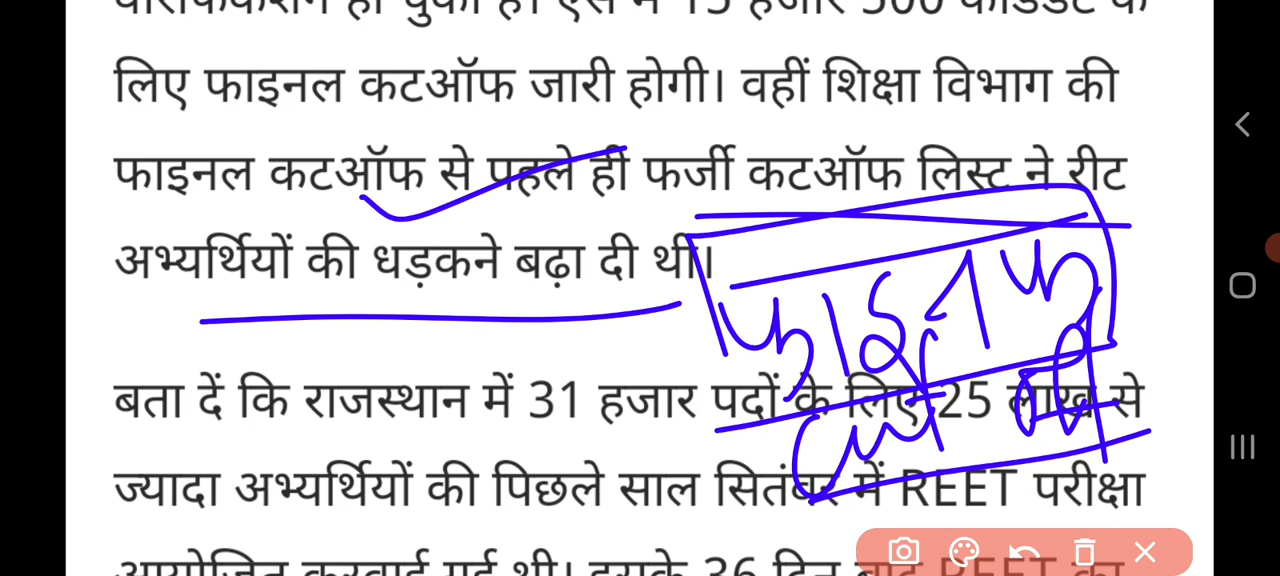 लिए फाइनल कटऑफ जारी होगी। वहीं शिक्षा विभाग की
फाइनल कटऑफ से पहले ही फर्जी कटऑफ लिस्ट ने रीट
अभ्यर्थियों की धड़कने बढ़ा दी थी।
फाइनल
Cut off
बता दें कि राजस्थान में 31 हजार पदों के लिए 25 लाख से
ज्यादा अभ्यर्थियों की पिछले साल सितंबर में REET परीक्षा